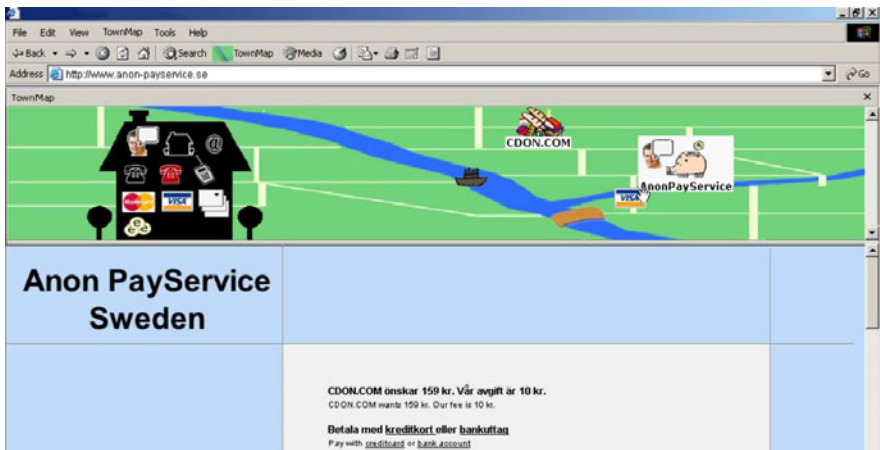 File Edit View TownMap Tools Help
Back Search TownMap Media
Address http://www.anon-payservice.se Go
TownMap
CDON.COM
@
AnonPayService
MasterCard VISA
VISA
Anon PayService
Sweden
CDON.COM önskar 159 kr. Vår avgift är 10 kr.
CDON.COM wants 159 kr. Our fee is 10 kr.
Betala med kreditkort eller bankuttag
Pay with creditcard or bank account